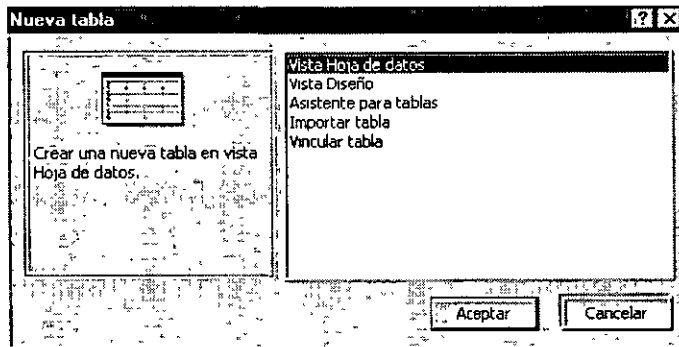 Nueva tabla
Crear una nueva tabla en vista
Hoja de datos.
Vista Hoja de datos
Vista Diseño
Asistente para tablas
Importar tabla
Vincular tabla
Aceptar
Cancelar